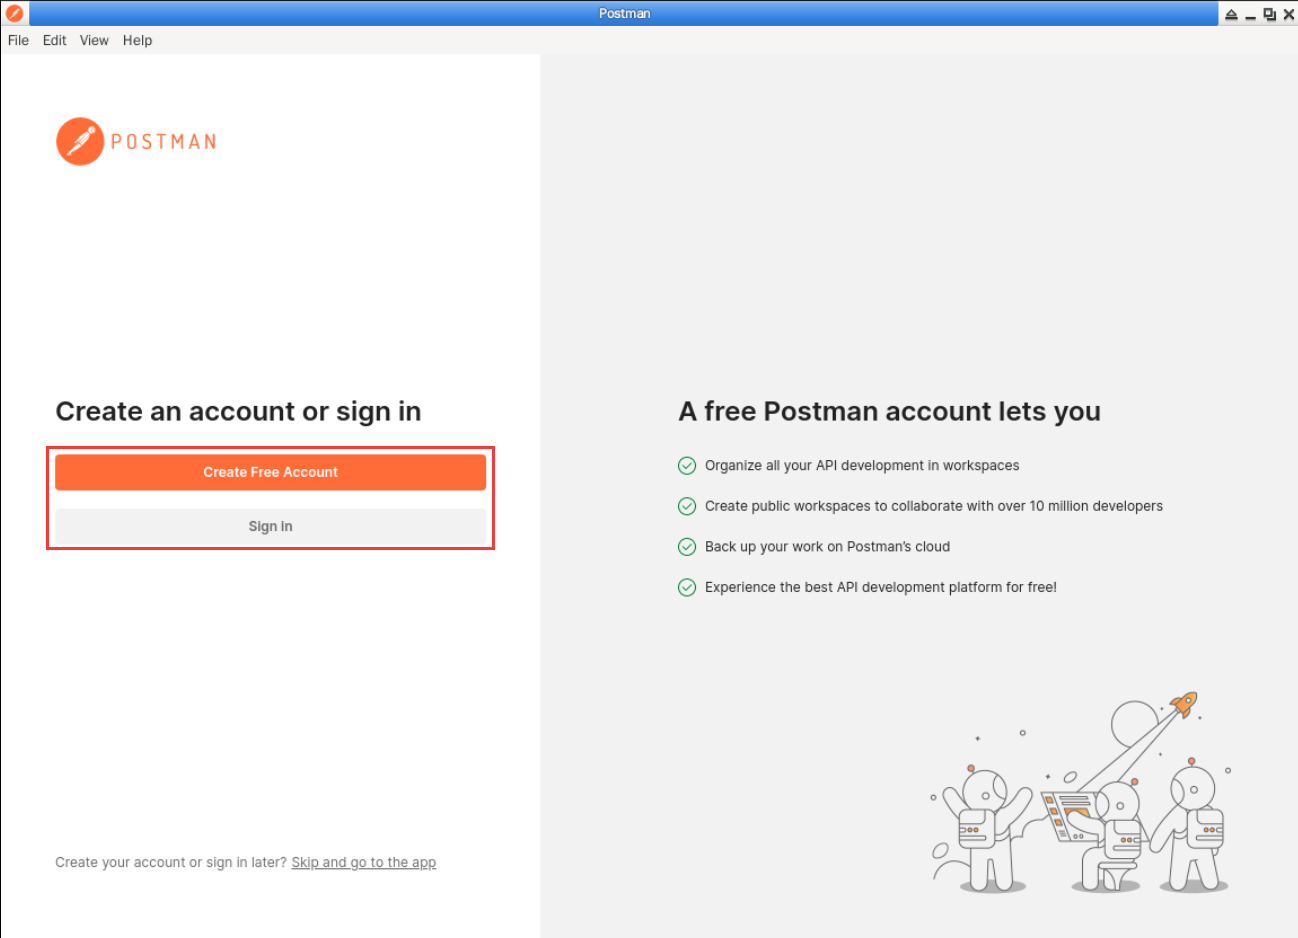 Postman
File Edit View Help
POSTMAN
Create an account or sign in
Create Free Account
Sign in
Create your account or sign in later? Skip and go to the app
A free Postman account lets you
Organize all your API development in workspaces
Create public workspaces to collaborate with over 10 million developers
Back up your work on Postman's cloud
Experience the best API development platform for free!